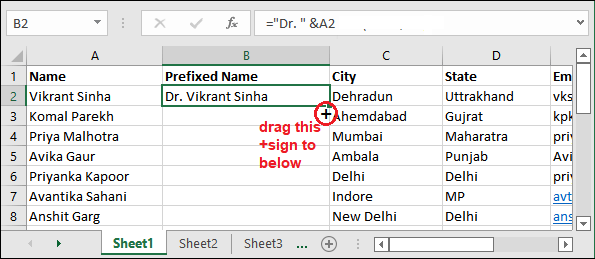 B2 fx ="Dr. " &A2
A B C D
1 Name Prefixed Name City State Em
2 Vikrant Sinha Dr. Vikrant Sinha Dehradun Uttrakhand vks
3 Komal Parekh Ahemdabad Gujrat kpk
4 Priya Malhotra Mumbai Maharatra priv
5 Avika Gaur Ambala Punjab Avi
6 Priyanka Kapoor Delhi Delhi priy
7 Avantika Sahani Indore MP avt
8 Anshit Garg New Delhi Delhi ans
drag this
+sign to
below
Sheet1 Sheet2 Sheet3 ...